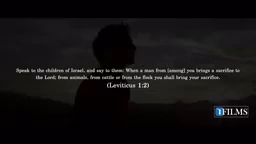 Speak to the children of Israel, and say to them: When a man from [among] you brings a sacrifice to
the Lord; from animals, from cattle or from the flock you shall bring your sacrifice.
(Leviticus 1:2)
FILMS